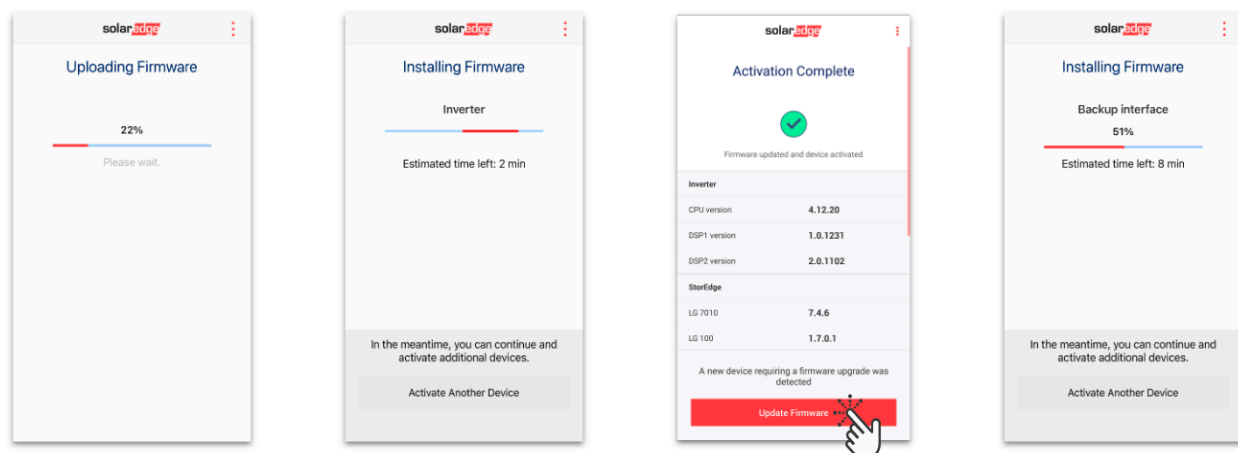 solaredge
Uploading Firmware
22%
Please wait.
solaredge
Installing Firmware
Inverter
Estimated time left: 2 min
In the meantime, you can continue and
activate additional devices.
Activate Another Device
solaredge
Activation Complete
Firmware updated and device activated
Inverter
CPU version 4.12.20
DSP1 version 1.0.1231
DSP2 version 2.0.1102
StorEdge
LG 7010 7.4.6
LG 100 1.7.0.1
A new device requiring a firmware upgrade was
detected
Update Firmware
solaredge
Installing Firmware
Backup interface
51%
Estimated time left: 8 min
In the meantime, you can continue and
activate additional devices.
Activate Another Device